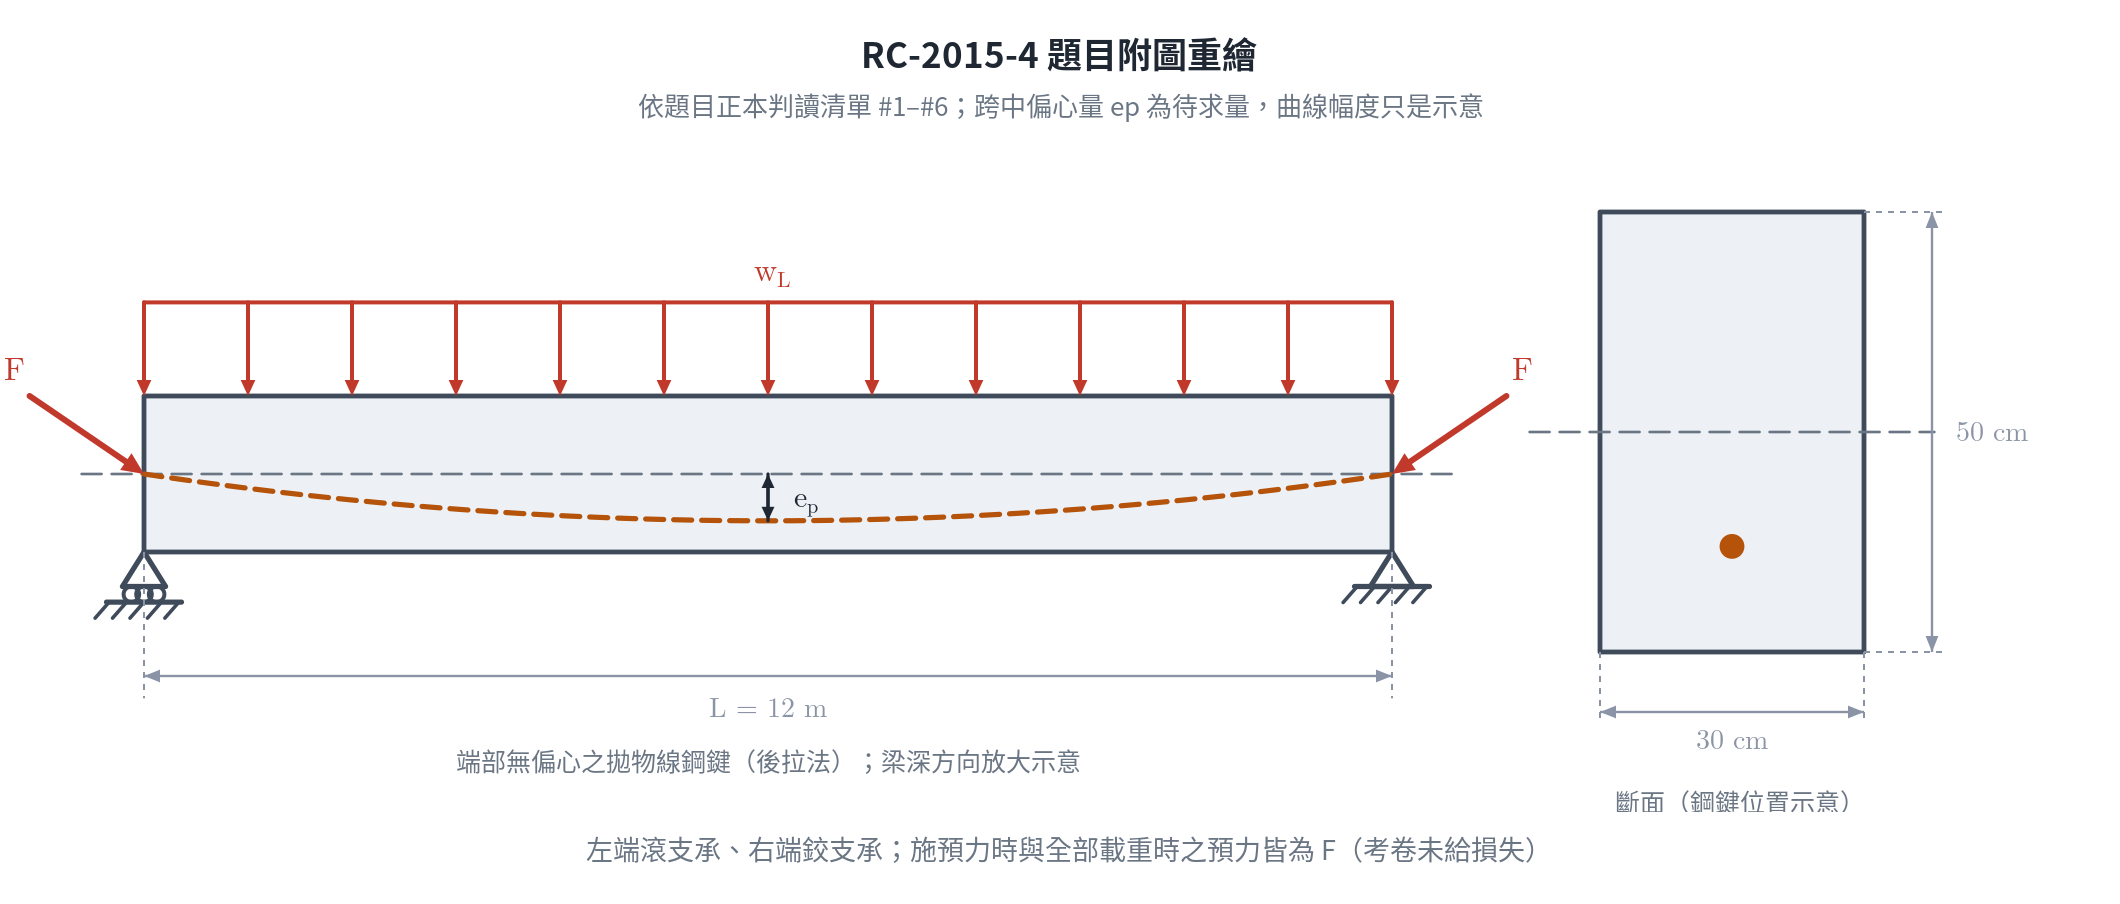 RC-2015-4 題目附圖重繪
依題目正本判讀清單 #1–#6；跨中偏心量 ep 為待求量，曲線幅度只是示意
wL
F
F
ep
50 cm
L = 12 m
30 cm
端部無偏心之拋物線鋼鍵（後拉法）；梁深方向放大示意
斷面（鋼鍵位置示意）
左端滾支承、右端鉸支承；施預力時與全部載重時之預力皆為 F（考卷未給損失）